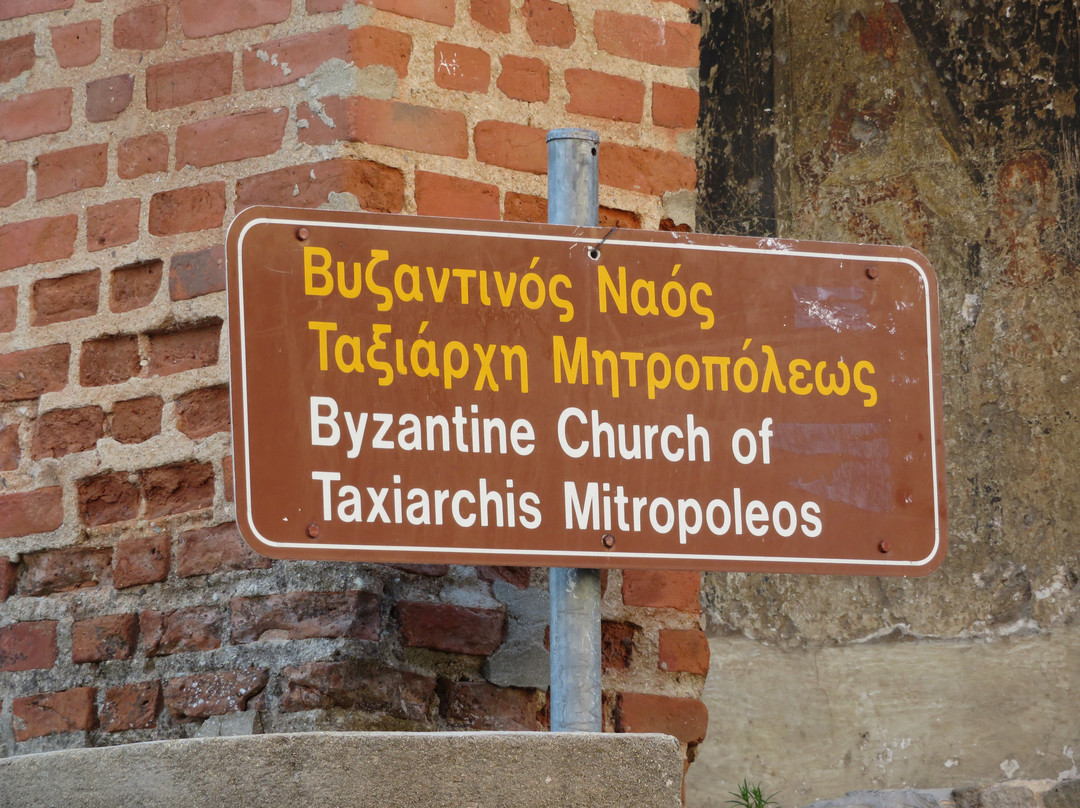 Βυζαντινός Ναός
Ταξιάρχη Μητροπόλεως
Byzantine Church of
Taxiarchis Mitropoleos